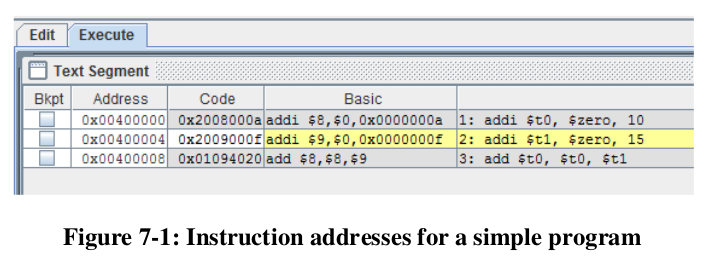 Edit Execute
Text Segment
Bkpt Address Code Basic
0x00400000 0x2008000a addi $8,$0,0x0000000a 1: addi $t0, $zero, 10
0x00400004 0x2009000f addi $9,$0,0x0000000f 2: addi $t1, $zero, 15
0x00400008 0x01094020 add $8,$8,$9 3: add $t0, $t0, $t1
Figure 7-1: Instruction addresses for a simple program